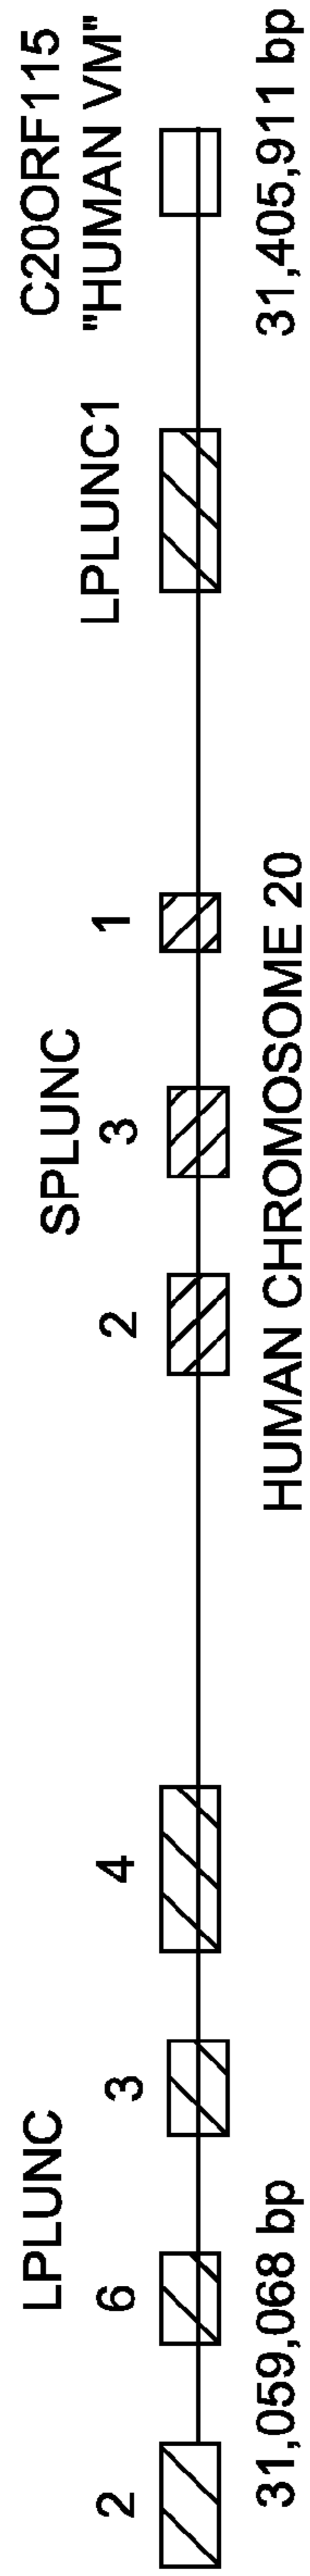 LPLUNC
2 6 3 4
SPLUNC
2 3 1
LPLUNC1
C20ORF115
"HUMAN VM"
31,059,068 bp
HUMAN CHROMOSOME 20
31,405,911 bp